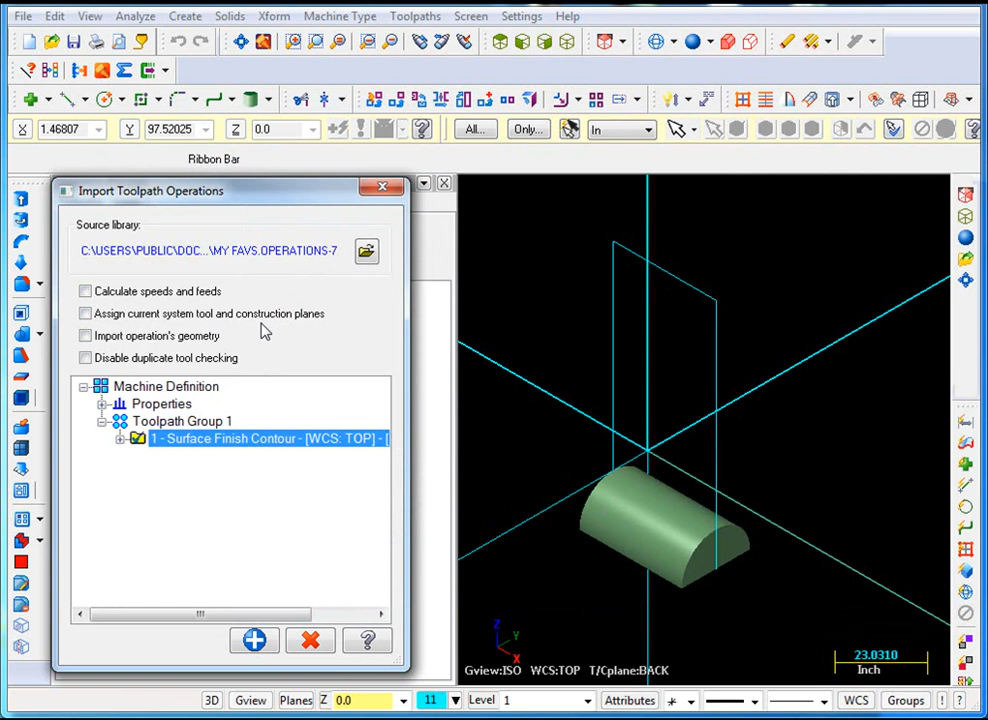 File Edit View Analyze Create Solids Xform Machine Type Toolpaths Screen Settings Help
X 1.46807 Y 97.52025 Z 0.0 All... Only... In
Ribbon Bar
Import Toolpath Operations
Source library:
C:\USERS\PUBLIC\DOC...\MY FAVS.OPERATIONS-7
Calculate speeds and feeds
Assign current system tool and construction planes
Import operation's geometry
Disable duplicate tool checking
Machine Definition
Properties
Toolpath Group 1
1 - Surface Finish Contour - [WCS: TOP] - [
Z
Y
X
Gview:ISO WCS:TOP T/Cplane:BACK
23.0310
Inch
3D Gview Planes Z 0.0 11 Level 1 Attributes WCS Groups ! ?